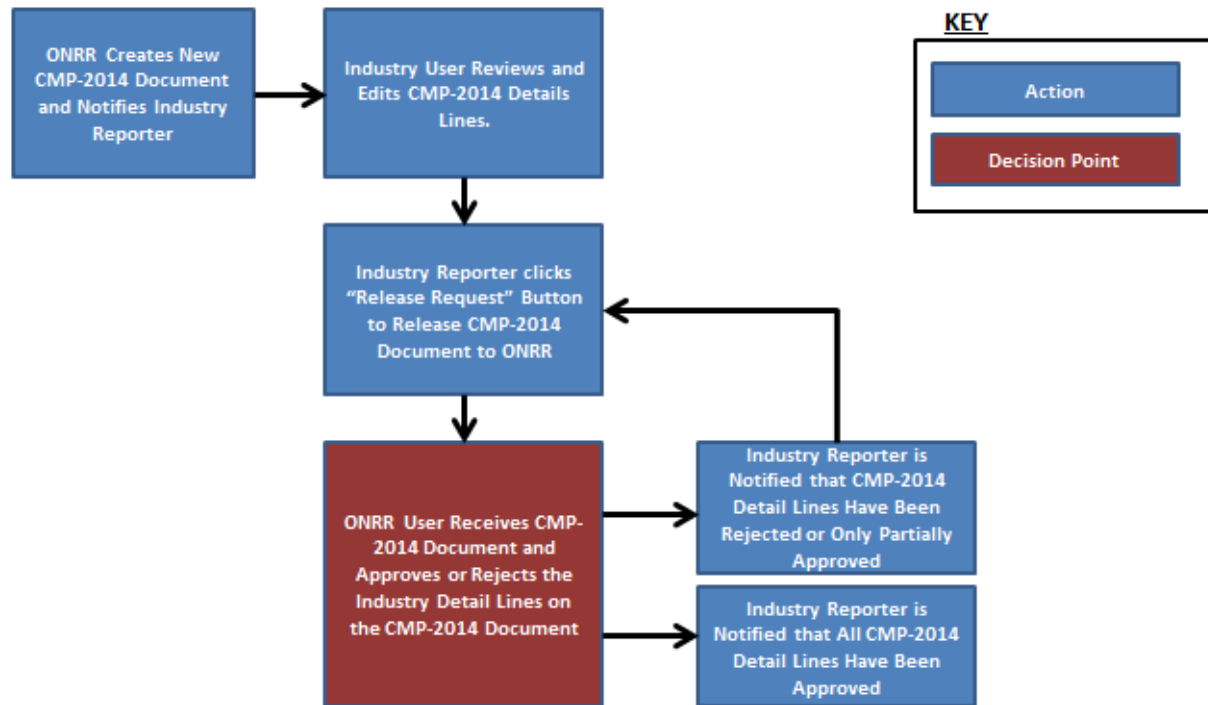 ONRR Creates New
CMP-2014 Document
and Notifies Industry
Reporter
Industry User Reviews and
Edits CMP-2014 Details
Lines.
KEY
Action
Decision Point
Industry Reporter clicks
“Release Request” Button
to Release CMP-2014
Document to ONRR
ONRR User Receives CMP-
2014 Document and
Approves or Rejects the
Industry Detail Lines on
the CMP-2014 Document
Industry Reporter is
Notified that CMP-2014
Detail Lines Have Been
Rejected or Only Partially
Approved
Industry Reporter is
Notified that All CMP-2014
Detail Lines Have Been
Approved